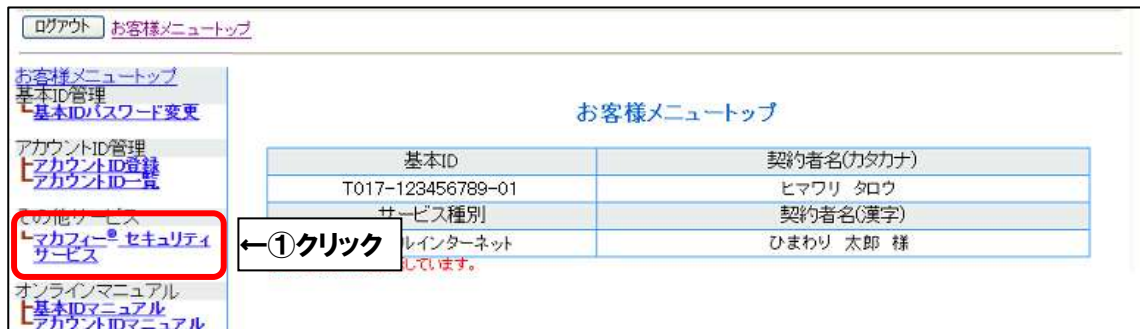 ログアウト お客様メニュートップ
お客様メニュートップ
基本ID管理
基本IDパスワード変更
アカウントID管理
アカウントID登録
アカウントID一覧
その他サービス
マカフィー® セキュリティ
サービス
オンラインマニュアル
基本IDマニュアル
アカウントIDマニュアル
お客様メニュートップ
基本ID 契約者名(カタカナ)
T017-123456789-01 ヒマワリ タロウ
サービス種別 契約者名(漢字)
←①クリック
ルインターネット ひまわり 太郎 様
しています。